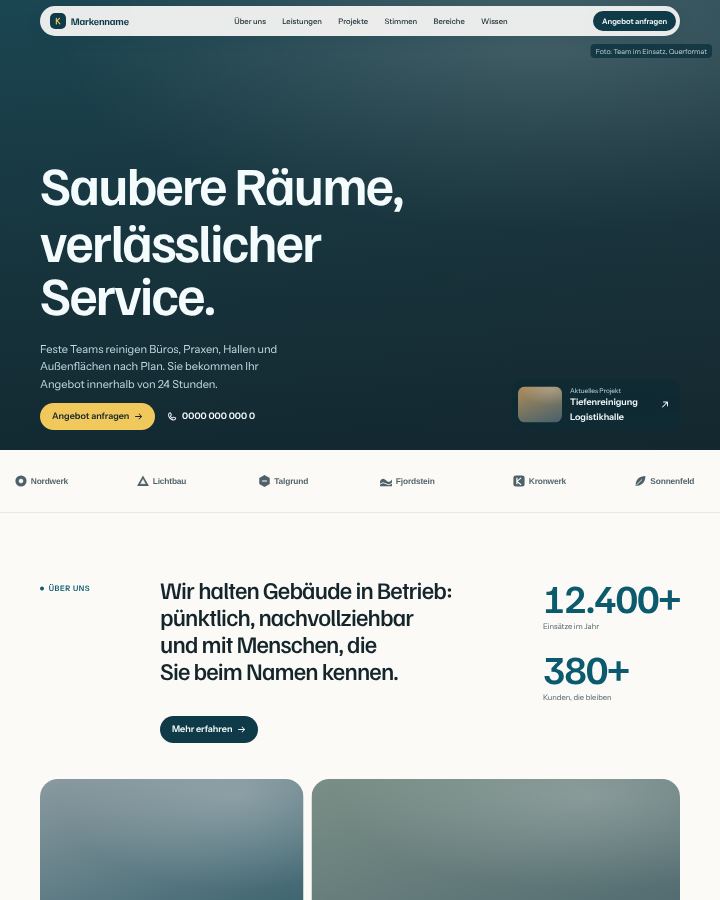 K Markenname
Über uns
Leistungen
Projekte
Stimmen
Bereiche
Wissen
Angebot anfragen
Foto: Team im Einsatz, Querformat
Saubere Räume,
verlässlicher
Service.
Feste Teams reinigen Büros, Praxen, Hallen und
Außenflächen nach Plan. Sie bekommen Ihr
Angebot innerhalb von 24 Stunden.
Angebot anfragen →
0000 000 000 0
Aktuelles Projekt
Tiefenreinigung
Logistikhalle
Nordwerk
Lichtbau
Talgrund
Fjordstein
Kronwerk
Sonnenfeld
ÜBER UNS
Wir halten Gebäude in Betrieb:
pünktlich, nachvollziehbar
und mit Menschen, die
Sie beim Namen kennen.
Mehr erfahren →
12.400+
Einsätze im Jahr
380+
Kunden, die bleiben